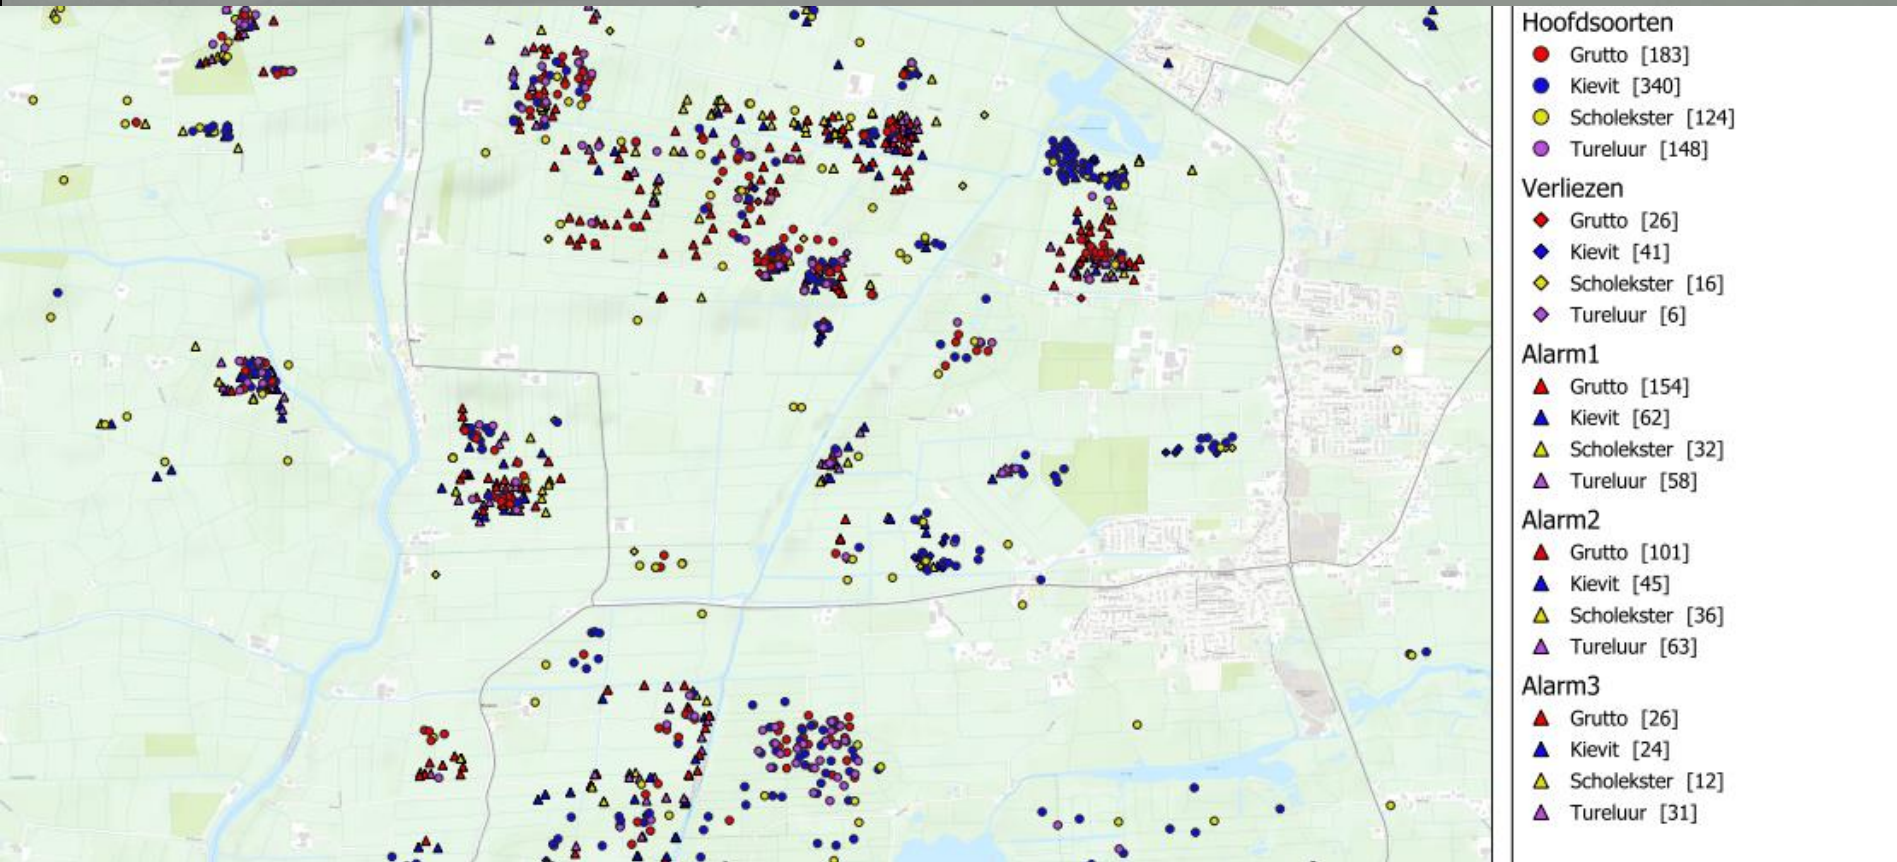 Hoofdsoorten
Grutto [183]
Kievit [340]
Scholekster [124]
Tureluur [148]
Verliezen
Grutto [26]
Kievit [41]
Scholekster [16]
Tureluur [6]
Alarm1
Grutto [154]
Kievit [62]
Scholekster [32]
Tureluur [58]
Alarm2
Grutto [101]
Kievit [45]
Scholekster [36]
Tureluur [63]
Alarm3
Grutto [26]
Kievit [24]
Scholekster [12]
Tureluur [31]